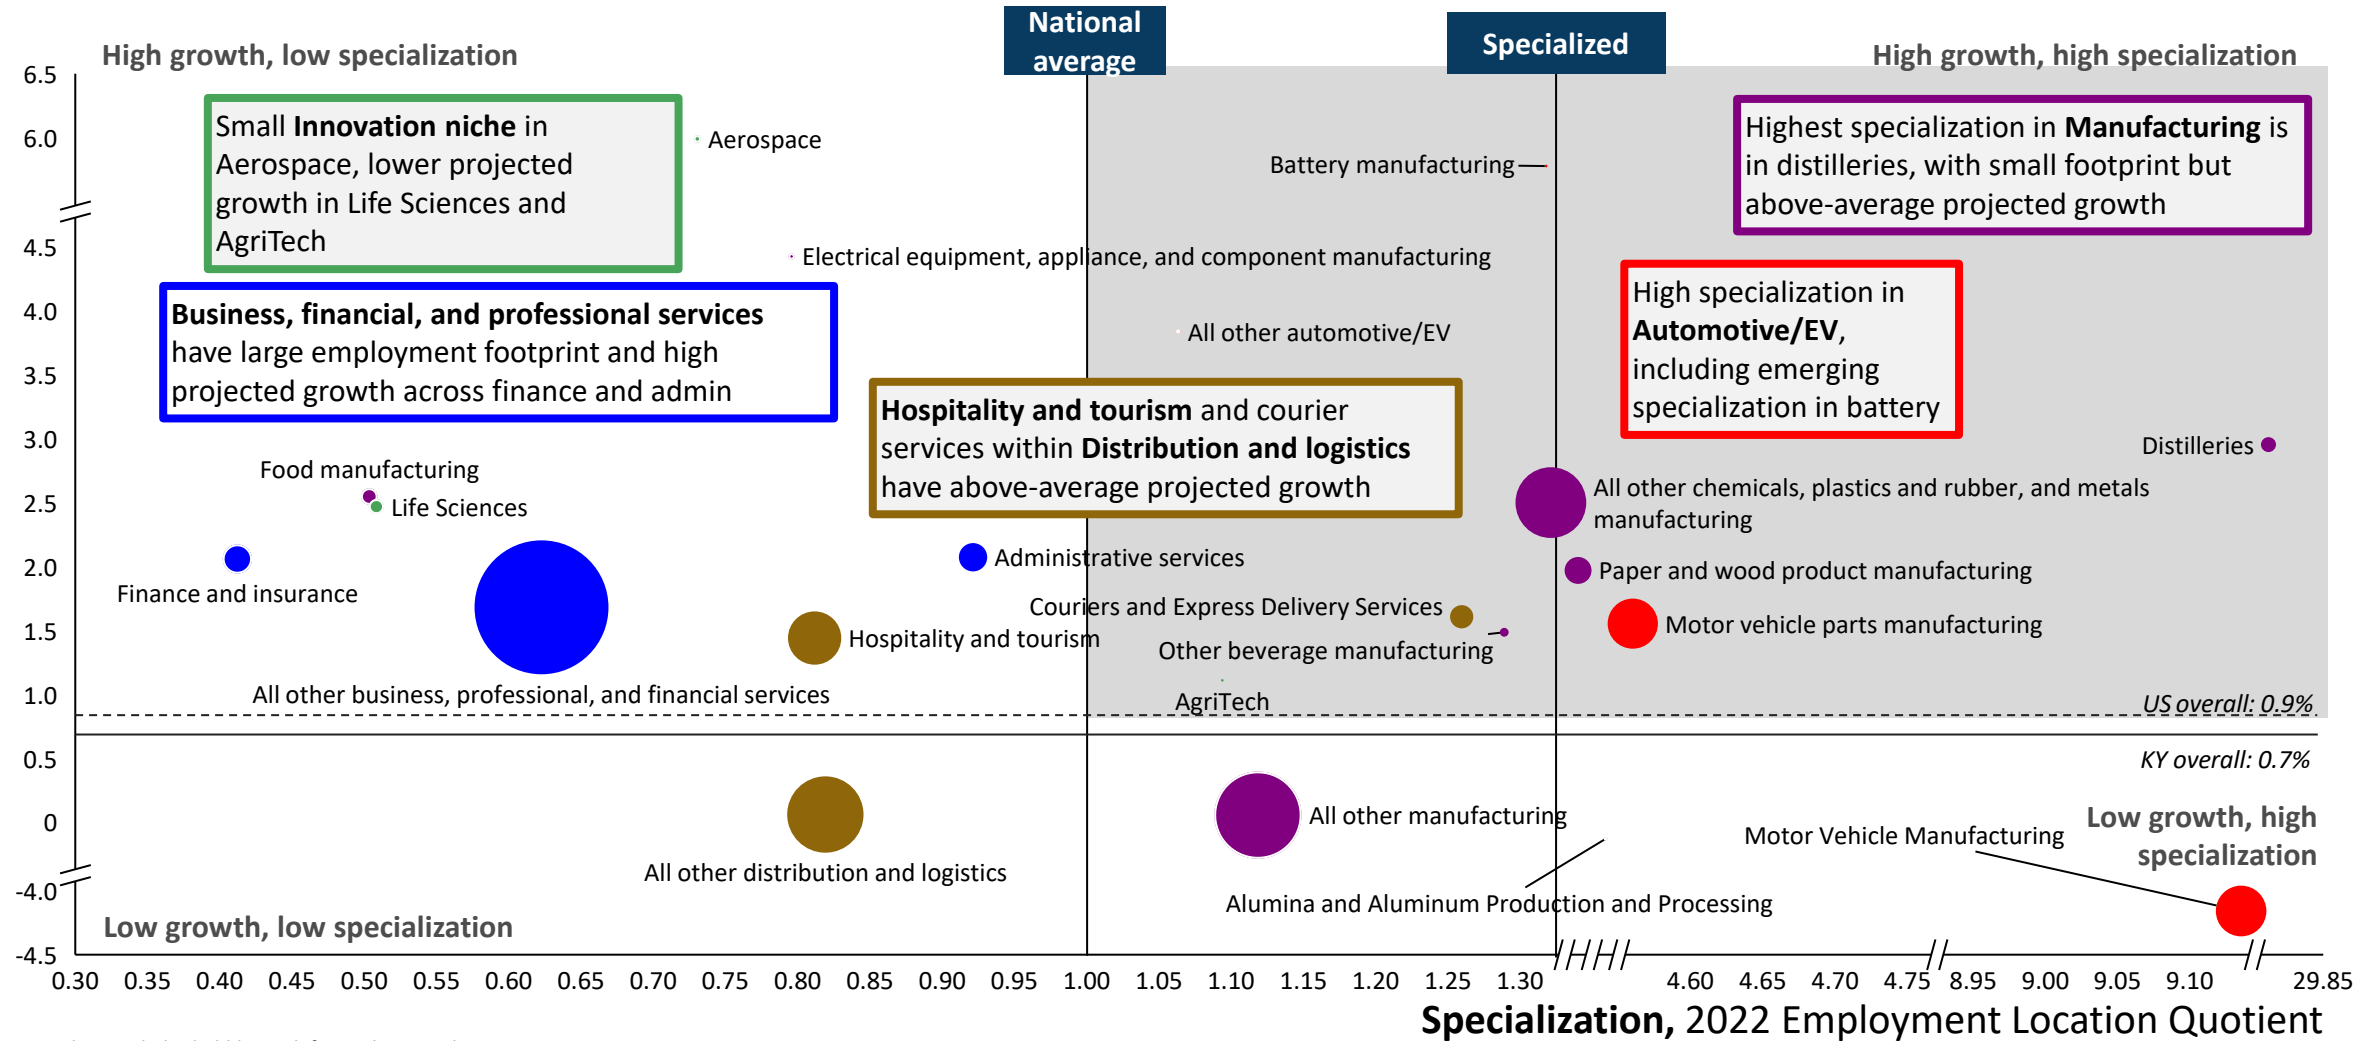 National
average
Specialized
High growth, low specialization
High growth, high specialization
6.5
6.0
4.5
4.0
3.5
3.0
2.5
2.0
1.5
1.0
0.5
0
-4.0
-4.5
Small Innovation niche in
Aerospace, lower projected
growth in Life Sciences and
AgriTech
Aerospace
Battery manufacturing
Highest specialization in Manufacturing is
in distilleries, with small footprint but
above-average projected growth
Electrical equipment, appliance, and component manufacturing
Business, financial, and professional services
have large employment footprint and high
projected growth across finance and admin
All other automotive/EV
High specialization in
Automotive/EV,
including emerging
specialization in battery
Hospitality and tourism and courier
services within Distribution and logistics
have above-average projected growth
Distilleries
Food manufacturing
Life Sciences
All other chemicals, plastics and rubber, and metals
manufacturing
Finance and insurance
Administrative services
Paper and wood product manufacturing
Couriers and Express Delivery Services
Hospitality and tourism
Motor vehicle parts manufacturing
Other beverage manufacturing
All other business, professional, and financial services
AgriTech
US overall: 0.9%
KY overall: 0.7%
All other manufacturing
Motor Vehicle Manufacturing
Low growth, high
specialization
All other distribution and logistics
Alumina and Aluminum Production and Processing
Low growth, low specialization
0.30 0.35 0.40 0.45 0.50 0.55 0.60 0.65 0.70 0.75 0.80 0.85 0.90 0.95 1.00 1.05 1.10 1.15 1.20 1.25 1.30 4.60 4.65 4.70 4.75 8.95 9.00 9.05 9.10 29.85
Specialization, 2022 Employment Location Quotient